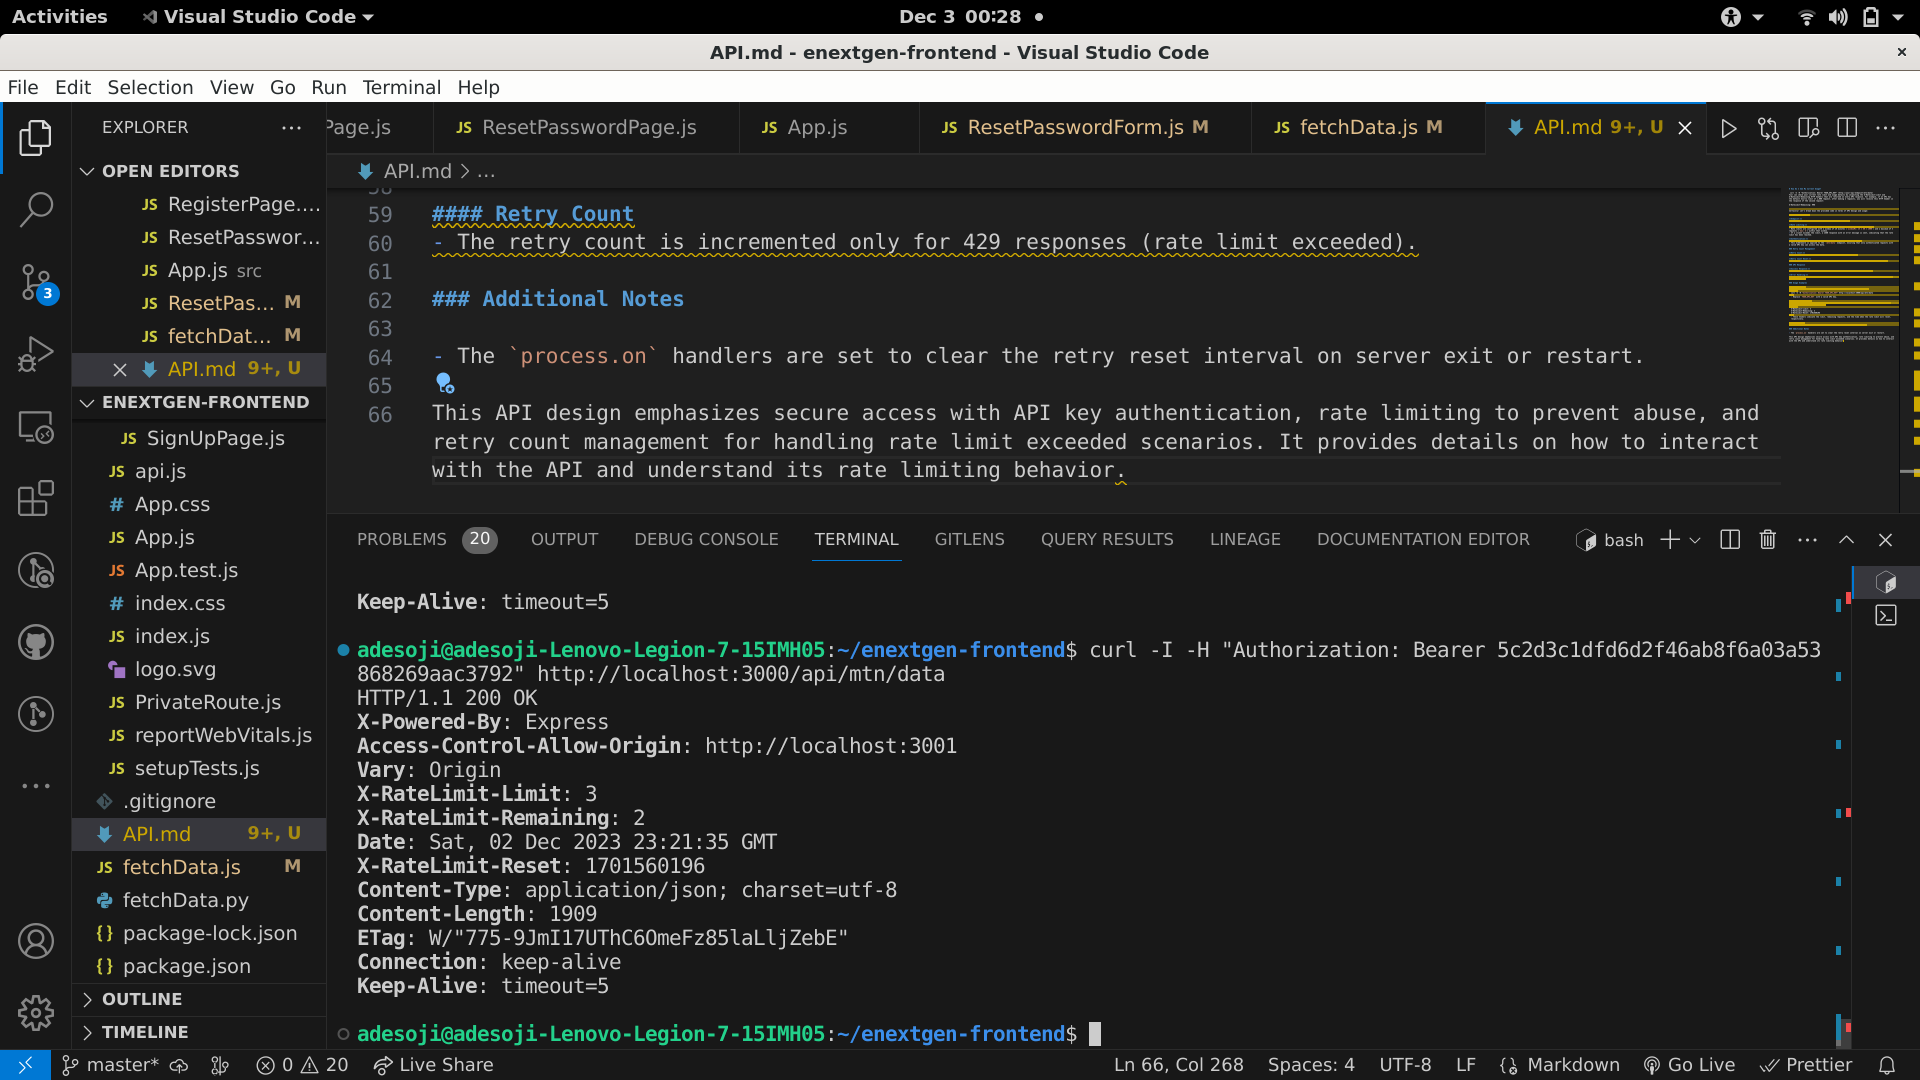 Activities
Visual Studio Code
Dec 3 00:28
API.md - enextgen-frontend - Visual Studio Code
File Edit Selection View Go Run Terminal Help
EXPLORER
OPEN EDITORS
JS RegisterPage....
JS ResetPasswor...
JS App.js src
JS ResetPas... M
JS fetchDat... M
API.md 9+, U
ENEXTGEN-FRONTEND
JS SignUpPage.js
JS api.js
# App.css
JS App.js
JS App.test.js
# index.css
JS index.js
logo.svg
JS PrivateRoute.js
JS reportWebVitals.js
JS setupTests.js
.gitignore
API.md 9+, U
JS fetchData.js M
fetchData.py
{} package-lock.json
{} package.json
OUTLINE
TIMELINE
3
Page.js
JS ResetPasswordPage.js
JS App.js
JS ResetPasswordForm.js M
JS fetchData.js M
API.md 9+, U
API.md > ...
58
59 #### Retry Count
60 - The retry count is incremented only for 429 responses (rate limit exceeded).
61
62 ### Additional Notes
63
64 - The `process.on` handlers are set to clear the retry reset interval on server exit or restart.
65
66 This API design emphasizes secure access with API key authentication, rate limiting to prevent abuse, and
retry count management for handling rate limit exceeded scenarios. It provides details on how to interact
with the API and understand its rate limiting behavior.
PROBLEMS 20 OUTPUT DEBUG CONSOLE TERMINAL GITLENS QUERY RESULTS LINEAGE DOCUMENTATION EDITOR
bash
Keep-Alive: timeout=5
adesoji@adesoji-Lenovo-Legion-7-15IMH05:~/enextgen-frontend$ curl -I -H "Authorization: Bearer 5c2d3c1dfd6d2f46ab8f6a03a53
868269aac3792" http://localhost:3000/api/mtn/data
HTTP/1.1 200 OK
X-Powered-By: Express
Access-Control-Allow-Origin: http://localhost:3001
Vary: Origin
X-RateLimit-Limit: 3
X-RateLimit-Remaining: 2
Date: Sat, 02 Dec 2023 23:21:35 GMT
X-RateLimit-Reset: 1701560196
Content-Type: application/json; charset=utf-8
Content-Length: 1909
ETag: W/"775-9JmI17UThC6OmeFz85laLljZebE"
Connection: keep-alive
Keep-Alive: timeout=5
adesoji@adesoji-Lenovo-Legion-7-15IMH05:~/enextgen-frontend$
master* 0 20 Live Share
Ln 66, Col 268 Spaces: 4 UTF-8 LF {} Markdown Go Live Prettier